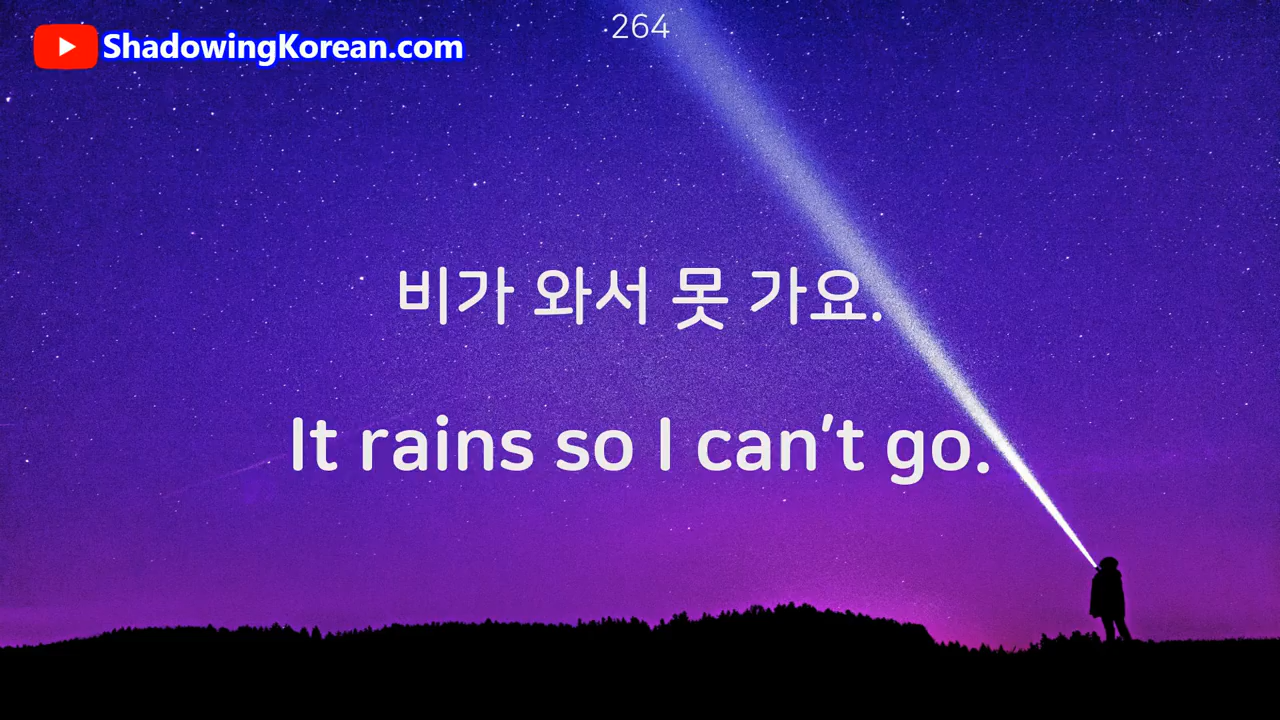 264
ShadowingKorean.com
비가 와서 못 가요.
It rains so I can't go.